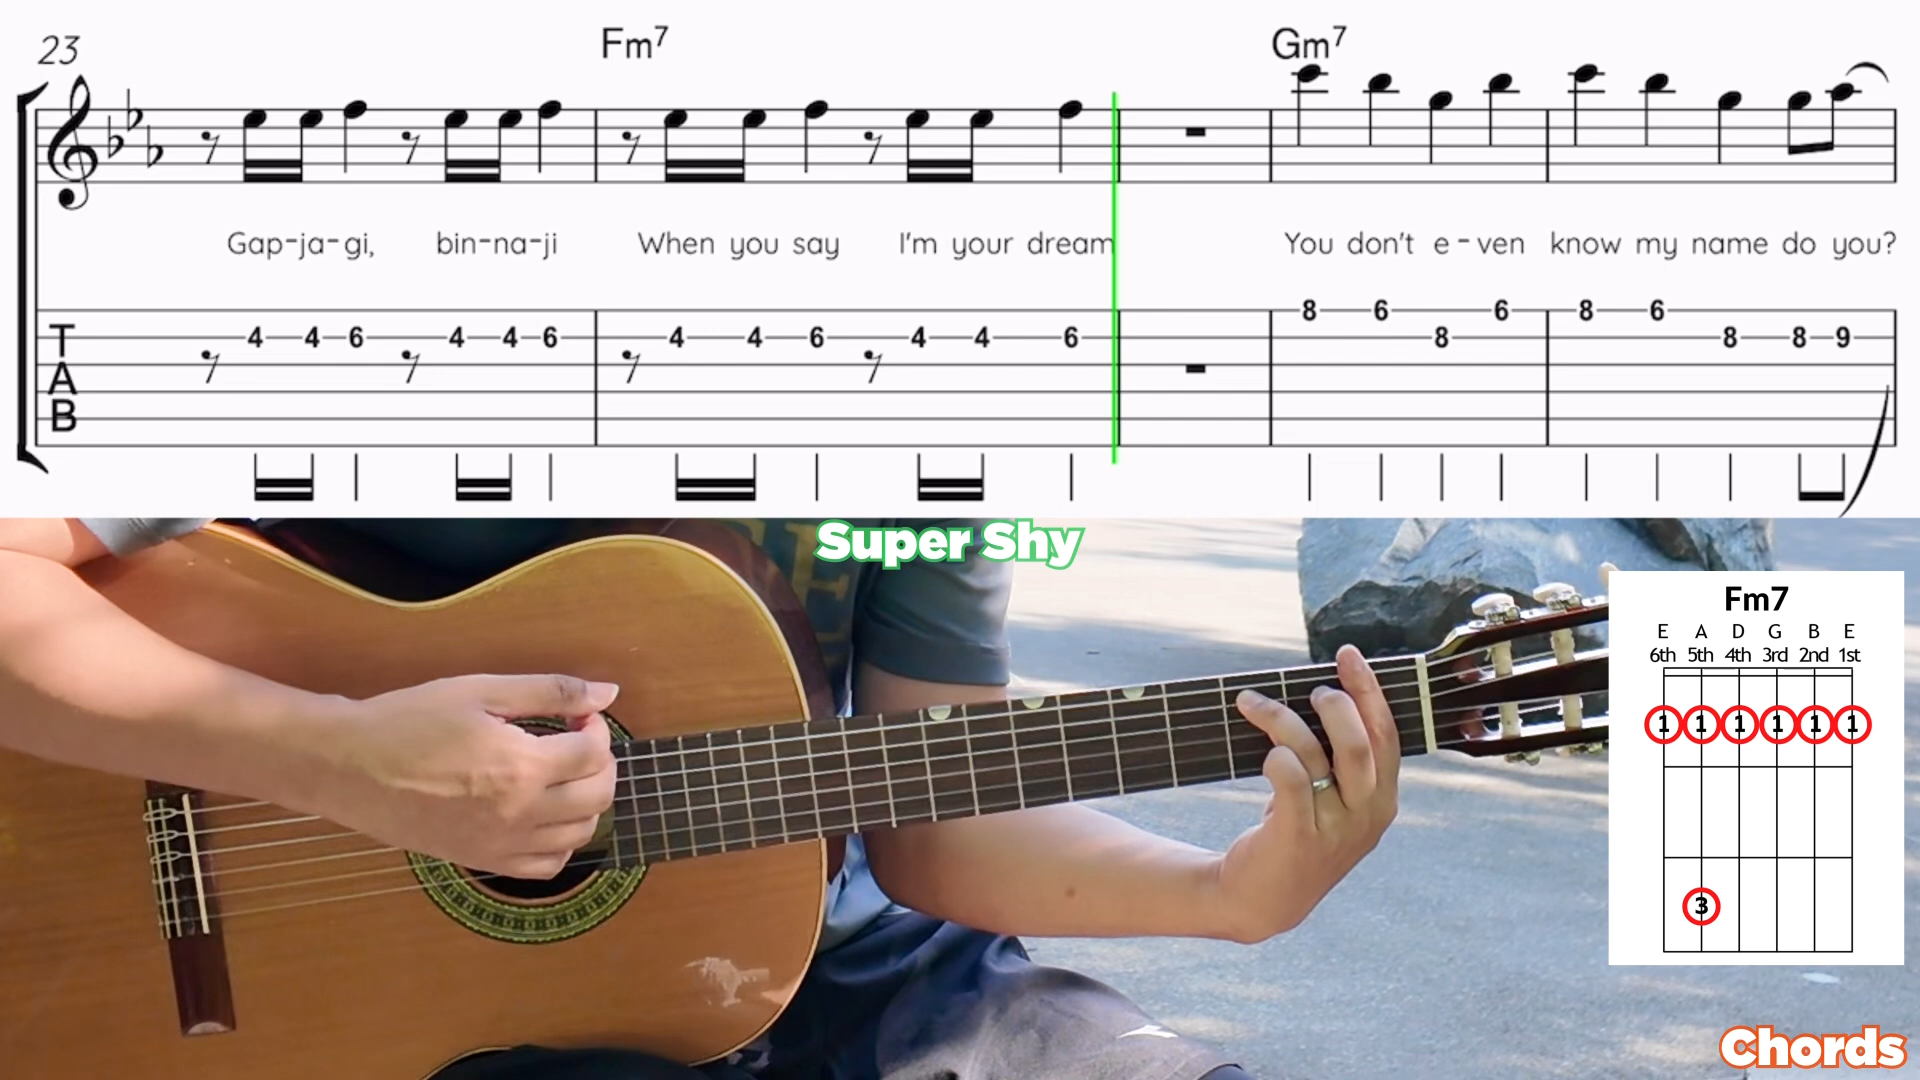 23 Fm7 Gm7
Gap-ja-gi, bin-na-ji When you say I'm your dream You don't e-ven know my name do you?
8 6 6 8 6
T 4 4 6 4 4 6 4 4 6 4 4 6 8 8 8 9
A
B
Super Shy
Fm7
E A D G B E
6th 5th 4th 3rd 2nd 1st
1 1 1 1 1 1
3
Chords